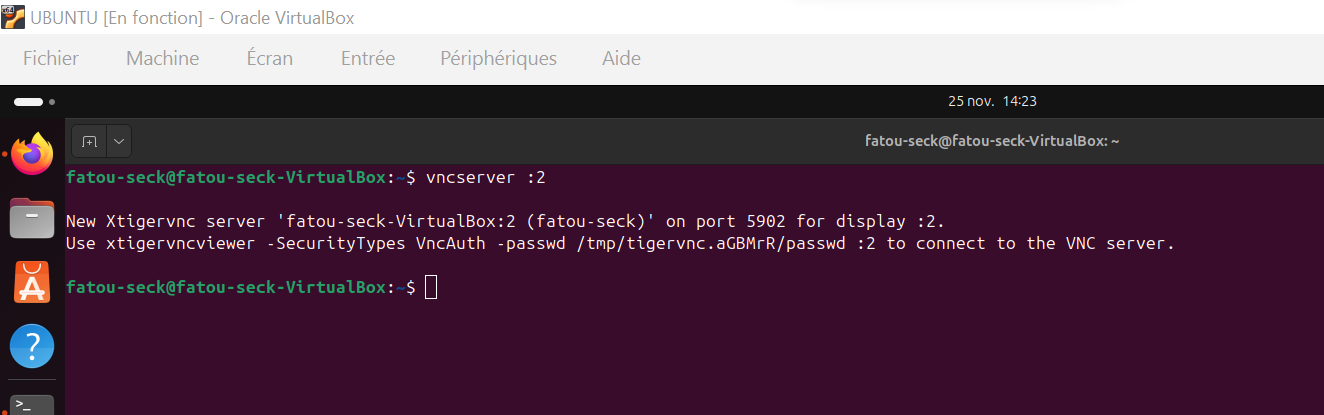 UBUNTU [En fonction] - Oracle VirtualBox
Fichier Machine Écran Entrée Périphériques Aide
25 nov. 14:23
fatou-seck@fatou-seck-VirtualBox: ~
fatou-seck@fatou-seck-VirtualBox:~$ vncserver :2
New Xtigervnc server 'fatou-seck-VirtualBox:2 (fatou-seck)' on port 5902 for display :2.
Use xtigervncviewer -SecurityTypes VncAuth -passwd /tmp/tigervnc.aGBMrR/passwd :2 to connect to the VNC server.
fatou-seck@fatou-seck-VirtualBox:~$